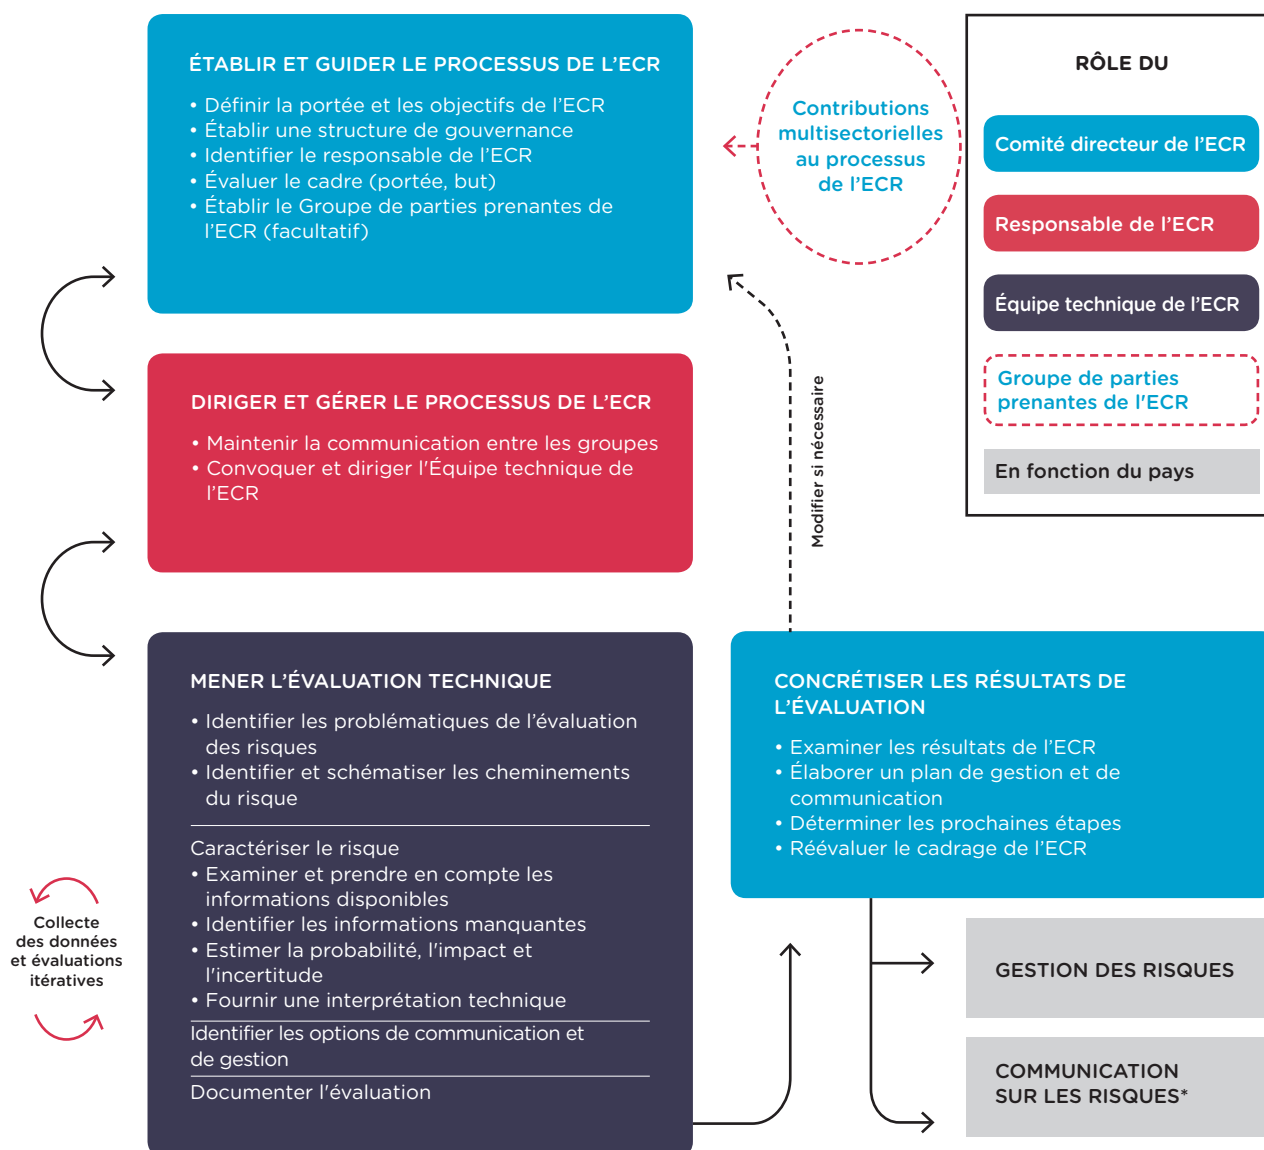 ÉTABLIR ET GUIDER LE PROCESSUS DE L’ECR
• Définir la portée et les objectifs de l’ECR
• Établir une structure de gouvernance
• Identifier le responsable de l’ECR
• Évaluer le cadre (portée, but)
• Établir le Groupe de parties prenantes de
l’ECR (facultatif)
Contributions
multisectorielles
au processus
de l’ECR
RÔLE DU
Comité directeur de l’ECR
Responsable de l’ECR
Équipe technique de l’ECR
Groupe de parties
prenantes de l'ECR
En fonction du pays
DIRIGER ET GÉRER LE PROCESSUS DE L’ECR
• Maintenir la communication entre les groupes
• Convoquer et diriger l'Équipe technique de
l’ECR
Modifier si nécessaire
MENER L’ÉVALUATION TECHNIQUE
• Identifier les problématiques de l’évaluation
des risques
• Identifier et schématiser les cheminements
du risque
Caractériser le risque
• Examiner et prendre en compte les
informations disponibles
• Identifier les informations manquantes
• Estimer la probabilité, l'impact et
l'incertitude
• Fournir une interprétation technique
Identifier les options de communication et
de gestion
Documenter l'évaluation
Collecte
des données
et évaluations
itératives
CONCRÉTISER LES RÉSULTATS DE
L’ÉVALUATION
• Examiner les résultats de l’ECR
• Élaborer un plan de gestion et de
communication
• Déterminer les prochaines étapes
• Réévaluer le cadrage de l’ECR
GESTION DES RISQUES
COMMUNICATION
SUR LES RISQUES*